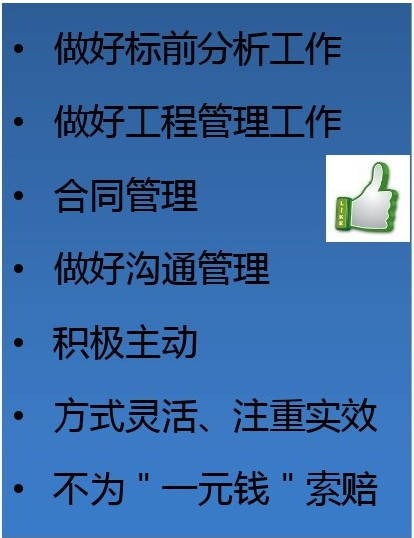 • 做好标前分析工作
• 做好工程管理工作
• 合同管理
LIKE
• 做好沟通管理
• 积极主动
• 方式灵活、注重实效
• 不为＂一元钱＂索赔